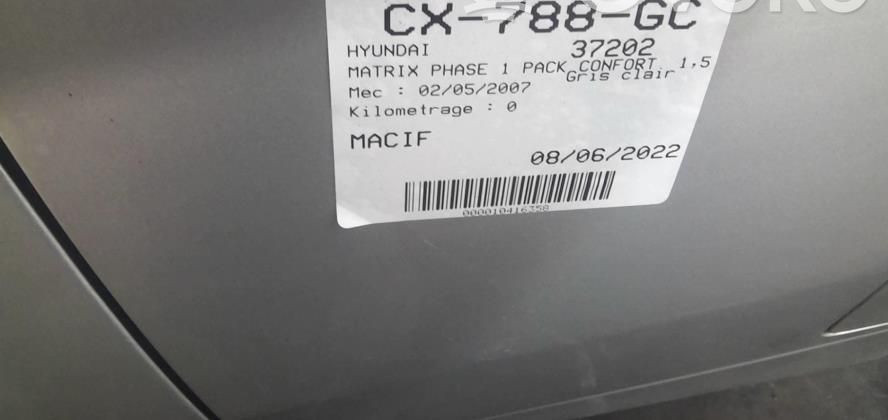 CX-788-GC
HYUNDAI 37202
MATRIX PHASE 1 PACK CONFORT 1,5
Gris clair
Mec : 02/05/2007
Kilometrage : 0
MACIF
08/06/2022
000010416358